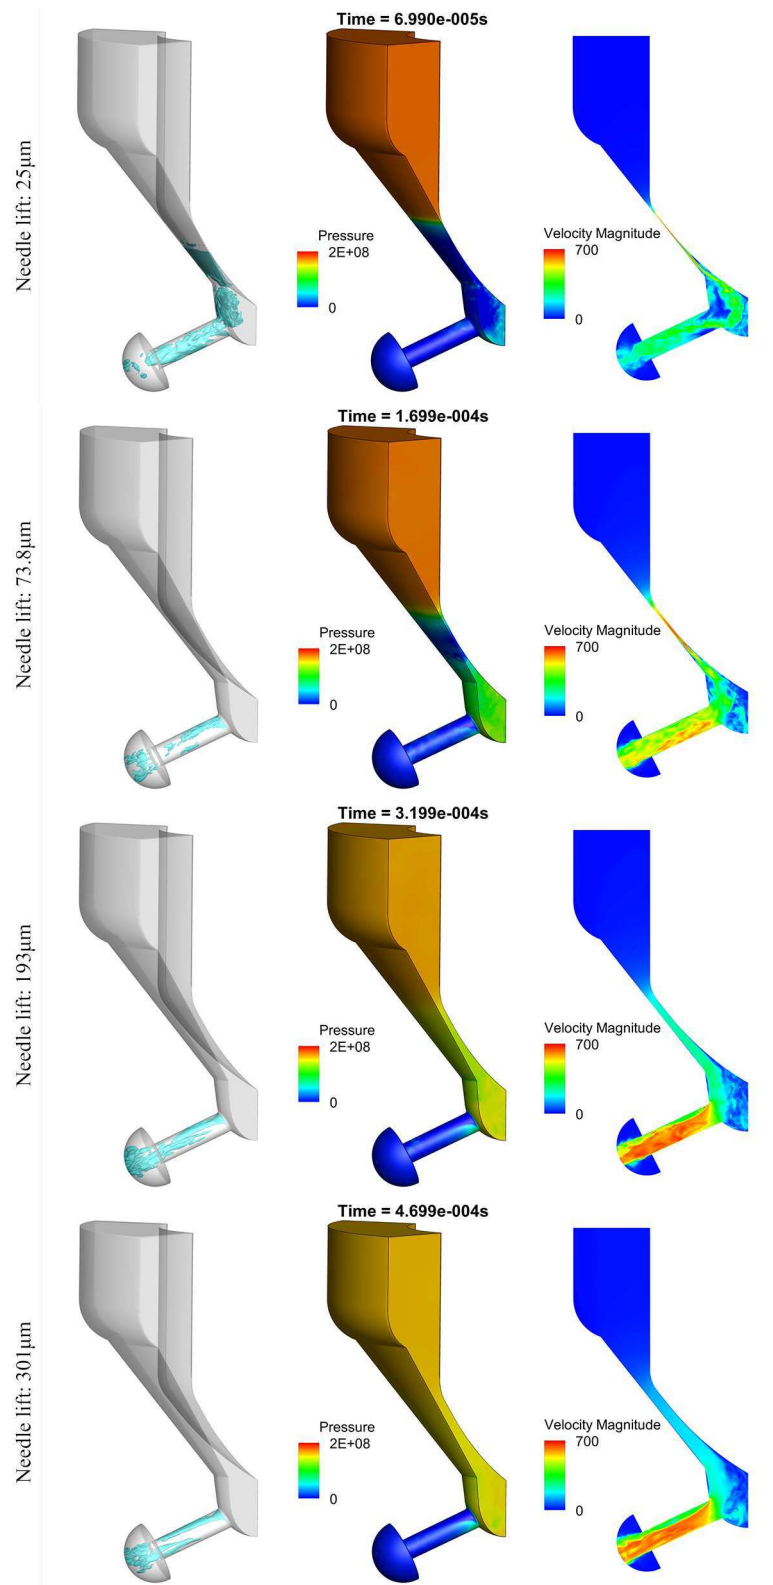 Time = 6.990e-005s
Needle lift: 25μm
Pressure
2E+08
0
Velocity Magnitude
700
0
Time = 1.699e-004s
Needle lift: 73.8μm
Pressure
2E+08
0
Velocity Magnitude
700
0
Time = 3.199e-004s
Needle lift: 193μm
Pressure
2E+08
0
Velocity Magnitude
700
0
Time = 4.699e-004s
Needle lift: 301μm
Pressure
2E+08
0
Velocity Magnitude
700
0